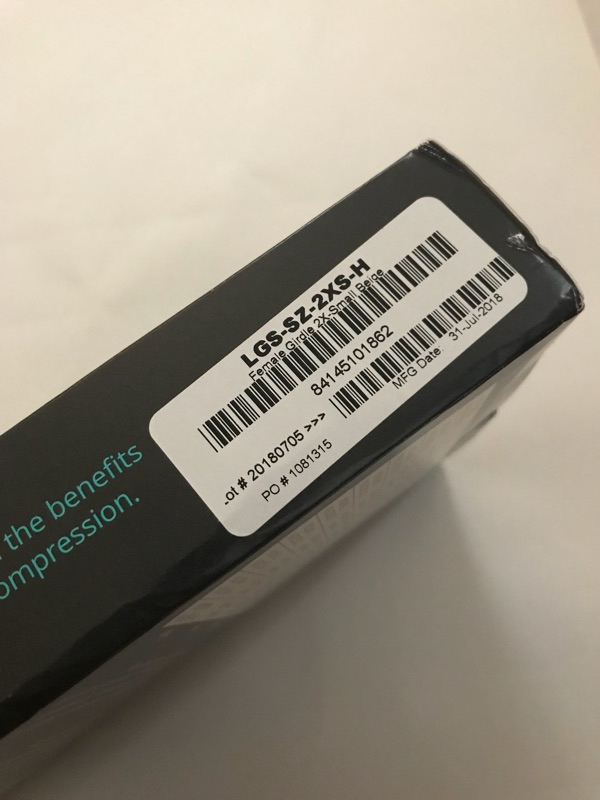 LGS-SZ-2XS-H
Female Girdle 2X-Small Beige
84145101862
.ot # 20180705 >>>
MFG Date: 31-Jul-2018
PO # 1081315
the benefits
ompression.